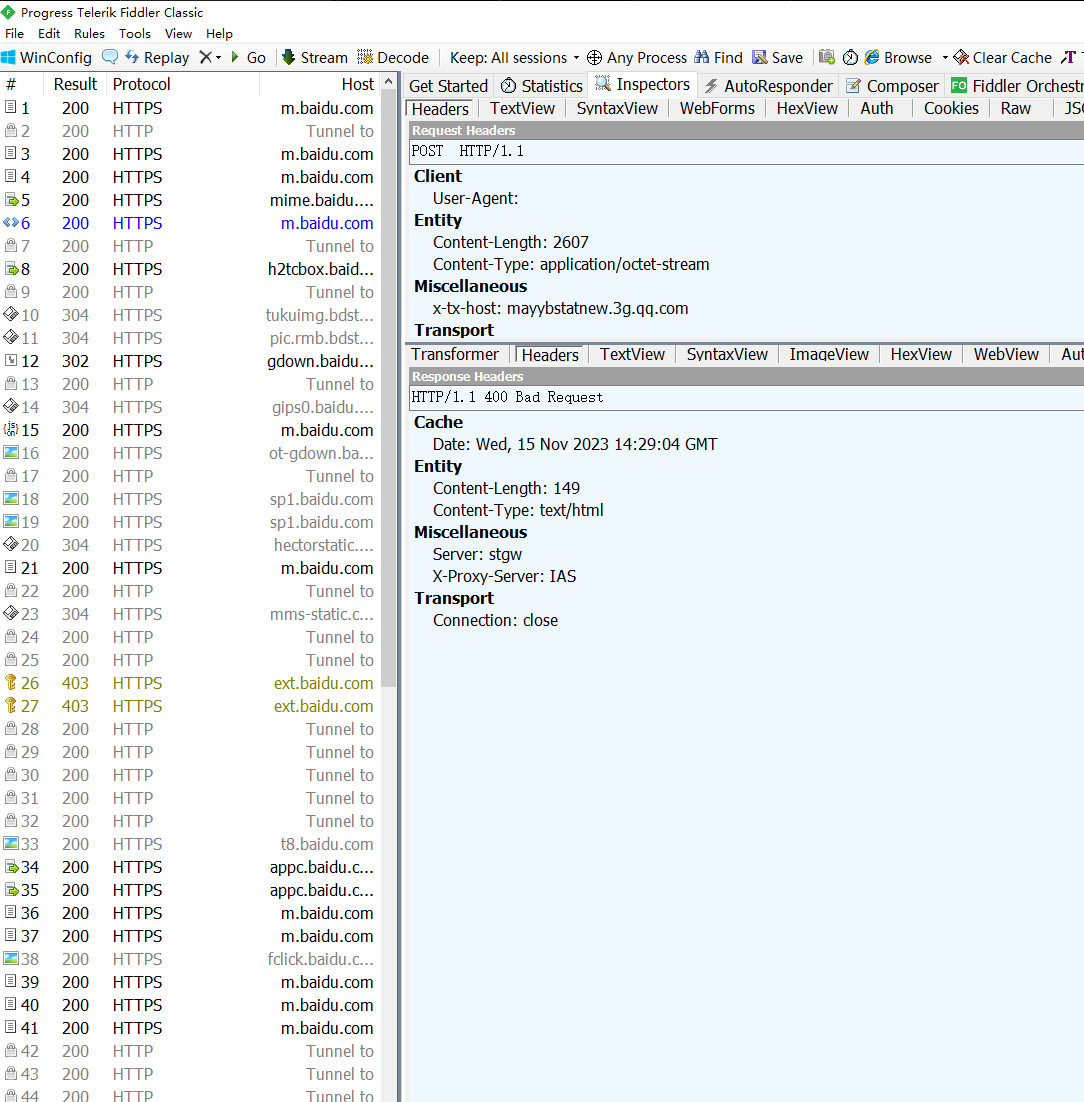 Progress Telerik Fiddler Classic
File Edit Rules Tools View Help
WinConfig Replay Go Stream Decode Keep: All sessions Any Process Find Save Browse Clear Cache
# Result Protocol Host
1 200 HTTPS m.baidu.com
2 200 HTTP Tunnel to
3 200 HTTPS m.baidu.com
4 200 HTTPS m.baidu.com
5 200 HTTPS mime.baidu....
6 200 HTTPS m.baidu.com
7 200 HTTP Tunnel to
8 200 HTTPS h2tcbox.baid...
9 200 HTTP Tunnel to
10 304 HTTPS tukuimg.bdst...
11 304 HTTPS pic.rmb.bdst...
12 302 HTTPS gdown.baidu...
13 200 HTTP Tunnel to
14 304 HTTPS gips0.baidu....
15 200 HTTPS m.baidu.com
16 200 HTTPS ot-gdown.ba...
17 200 HTTP Tunnel to
18 200 HTTPS sp1.baidu.com
19 200 HTTPS sp1.baidu.com
20 304 HTTPS hectorstatic....
21 200 HTTPS m.baidu.com
22 200 HTTP Tunnel to
23 304 HTTPS mms-static.c...
24 200 HTTP Tunnel to
25 200 HTTP Tunnel to
26 403 HTTPS ext.baidu.com
27 403 HTTPS ext.baidu.com
28 200 HTTP Tunnel to
29 200 HTTP Tunnel to
30 200 HTTP Tunnel to
31 200 HTTP Tunnel to
32 200 HTTP Tunnel to
33 200 HTTPS t8.baidu.com
34 200 HTTPS appc.baidu.c...
35 200 HTTPS appc.baidu.c...
36 200 HTTPS m.baidu.com
37 200 HTTPS m.baidu.com
38 200 HTTPS fclick.baidu.c...
39 200 HTTPS m.baidu.com
40 200 HTTPS m.baidu.com
41 200 HTTPS m.baidu.com
42 200 HTTP Tunnel to
43 200 HTTP Tunnel to
44 200 HTTP Tunnel to
Get Started Statistics Inspectors AutoResponder Composer FO Fiddler Orchestr
Headers TextView SyntaxView WebForms HexView Auth Cookies Raw JSO
Request Headers
POST HTTP/1.1
Client
User-Agent:
Entity
Content-Length: 2607
Content-Type: application/octet-stream
Miscellaneous
x-tx-host: mayybstatnew.3g.qq.com
Transport
Transformer Headers TextView SyntaxView ImageView HexView WebView Aut
Response Headers
HTTP/1.1 400 Bad Request
Cache
Date: Wed, 15 Nov 2023 14:29:04 GMT
Entity
Content-Length: 149
Content-Type: text/html
Miscellaneous
Server: stgw
X-Proxy-Server: IAS
Transport
Connection: close